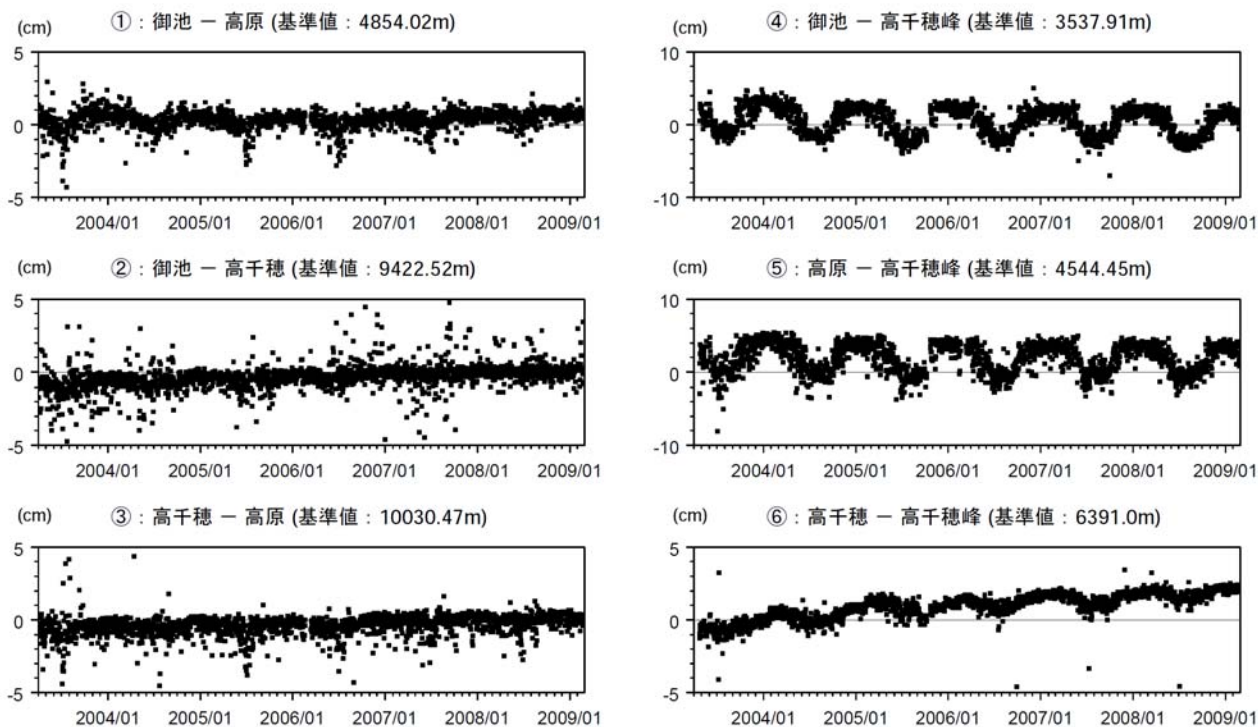 (cm) ①：御池 － 高原 (基準値：4854.02m)
5
0
-5
2004/01 2005/01 2006/01 2007/01 2008/01 2009/01
(cm) ②：御池 － 高千穂 (基準値：9422.52m)
5
0
-5
2004/01 2005/01 2006/01 2007/01 2008/01 2009/01
(cm) ③：高千穂 － 高原 (基準値：10030.47m)
5
0
-5
2004/01 2005/01 2006/01 2007/01 2008/01 2009/01
(cm) ④：御池 － 高千穂峰 (基準値：3537.91m)
10
0
-10
2004/01 2005/01 2006/01 2007/01 2008/01 2009/01
(cm) ⑤：高原 － 高千穂峰 (基準値：4544.45m)
10
0
-10
2004/01 2005/01 2006/01 2007/01 2008/01 2009/01
(cm) ⑥：高千穂 － 高千穂峰 (基準値：6391.0m)
5
0
-5
2004/01 2005/01 2006/01 2007/01 2008/01 2009/01